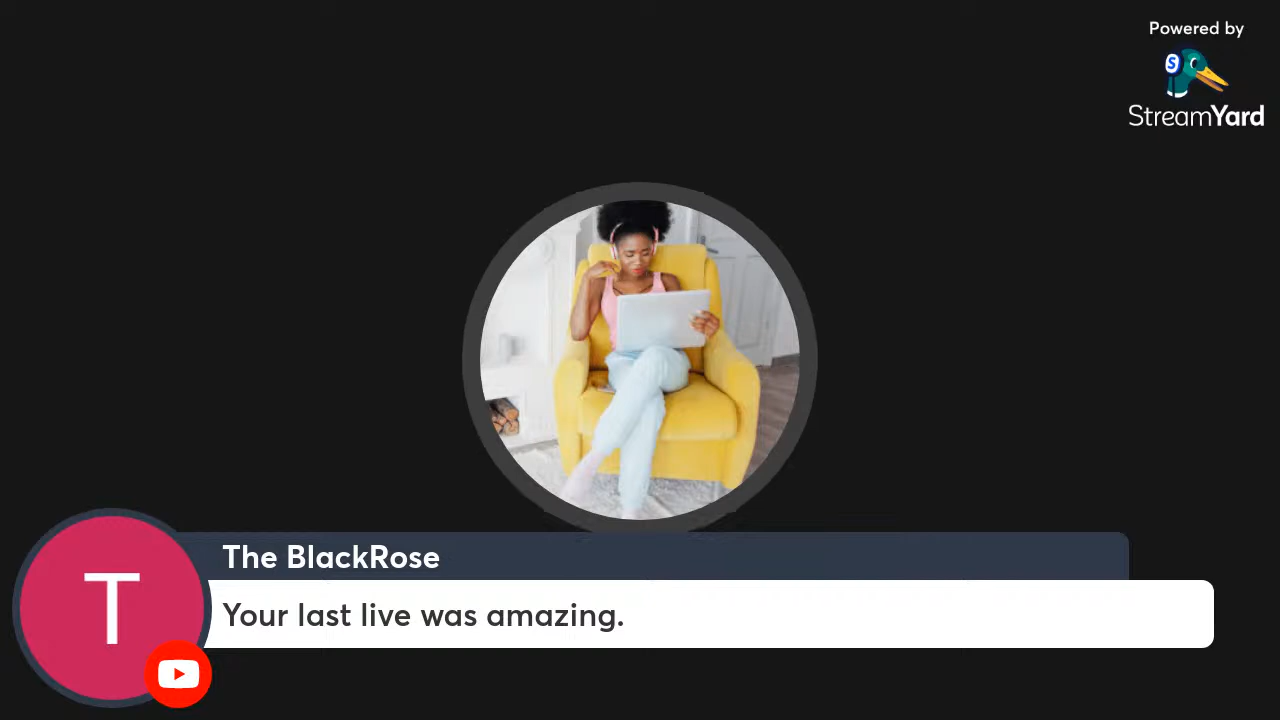 Powered by
S
StreamYard
The BlackRose
T
Your last live was amazing.